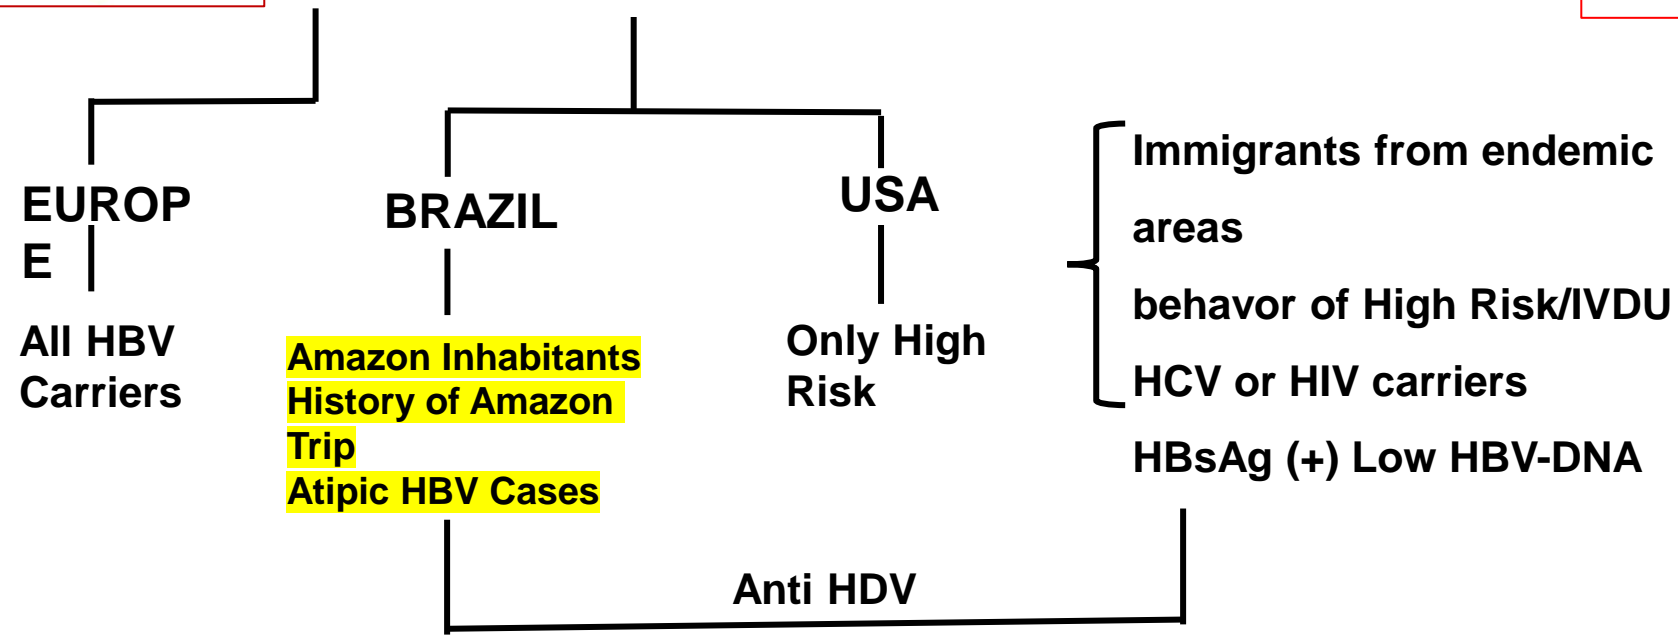 EUROP
E
All HBV
Carriers
BRAZIL
Amazon Inhabitants
History of Amazon
Trip
Atipic HBV Cases
USA
Only High
Risk
Immigrants from endemic
areas
behavor of High Risk/IVDU
HCV or HIV carriers
HBsAg (+) Low HBV-DNA
Anti HDV